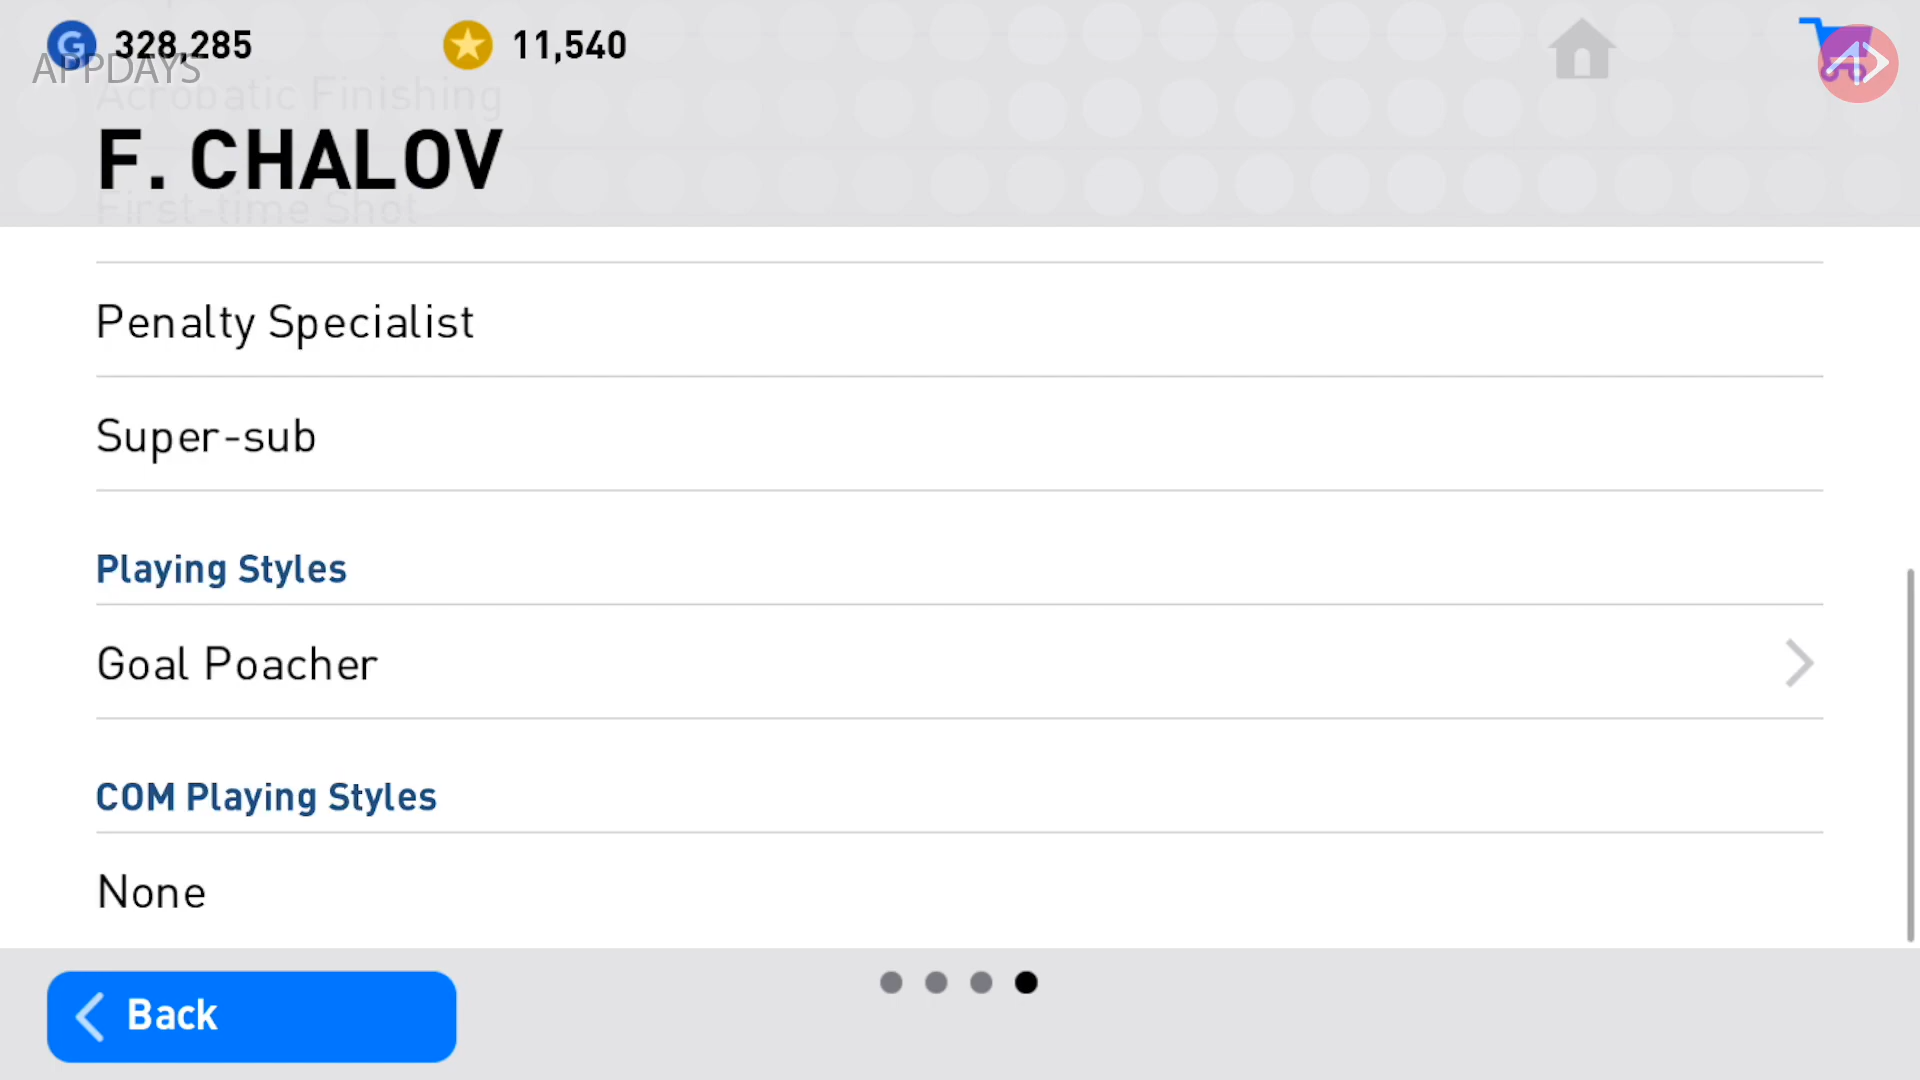 328,285
11,540
APPDAYS
Acrobatic Finishing
F. CHALOV
First-time Shot
Penalty Specialist
Super-sub
Playing Styles
Goal Poacher
COM Playing Styles
None
Back